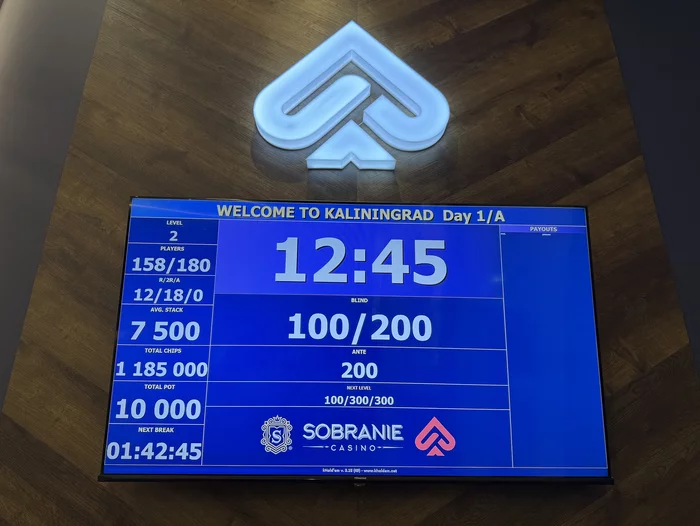 WELCOME TO KALININGRAD Day 1/A
LEVEL
2
PLAYERS
158/180
R/2R/A
12/18/0
AVG. STACK
7 500
TOTAL CHIPS
1 185 000
TOTAL POT
10 000
NEXT BREAK
01:42:45
12:45
BLIND
100/200
ANTE
200
NEXT LEVEL
100/300/300
S
SOBRANIE
CASINO
PAYOUTS